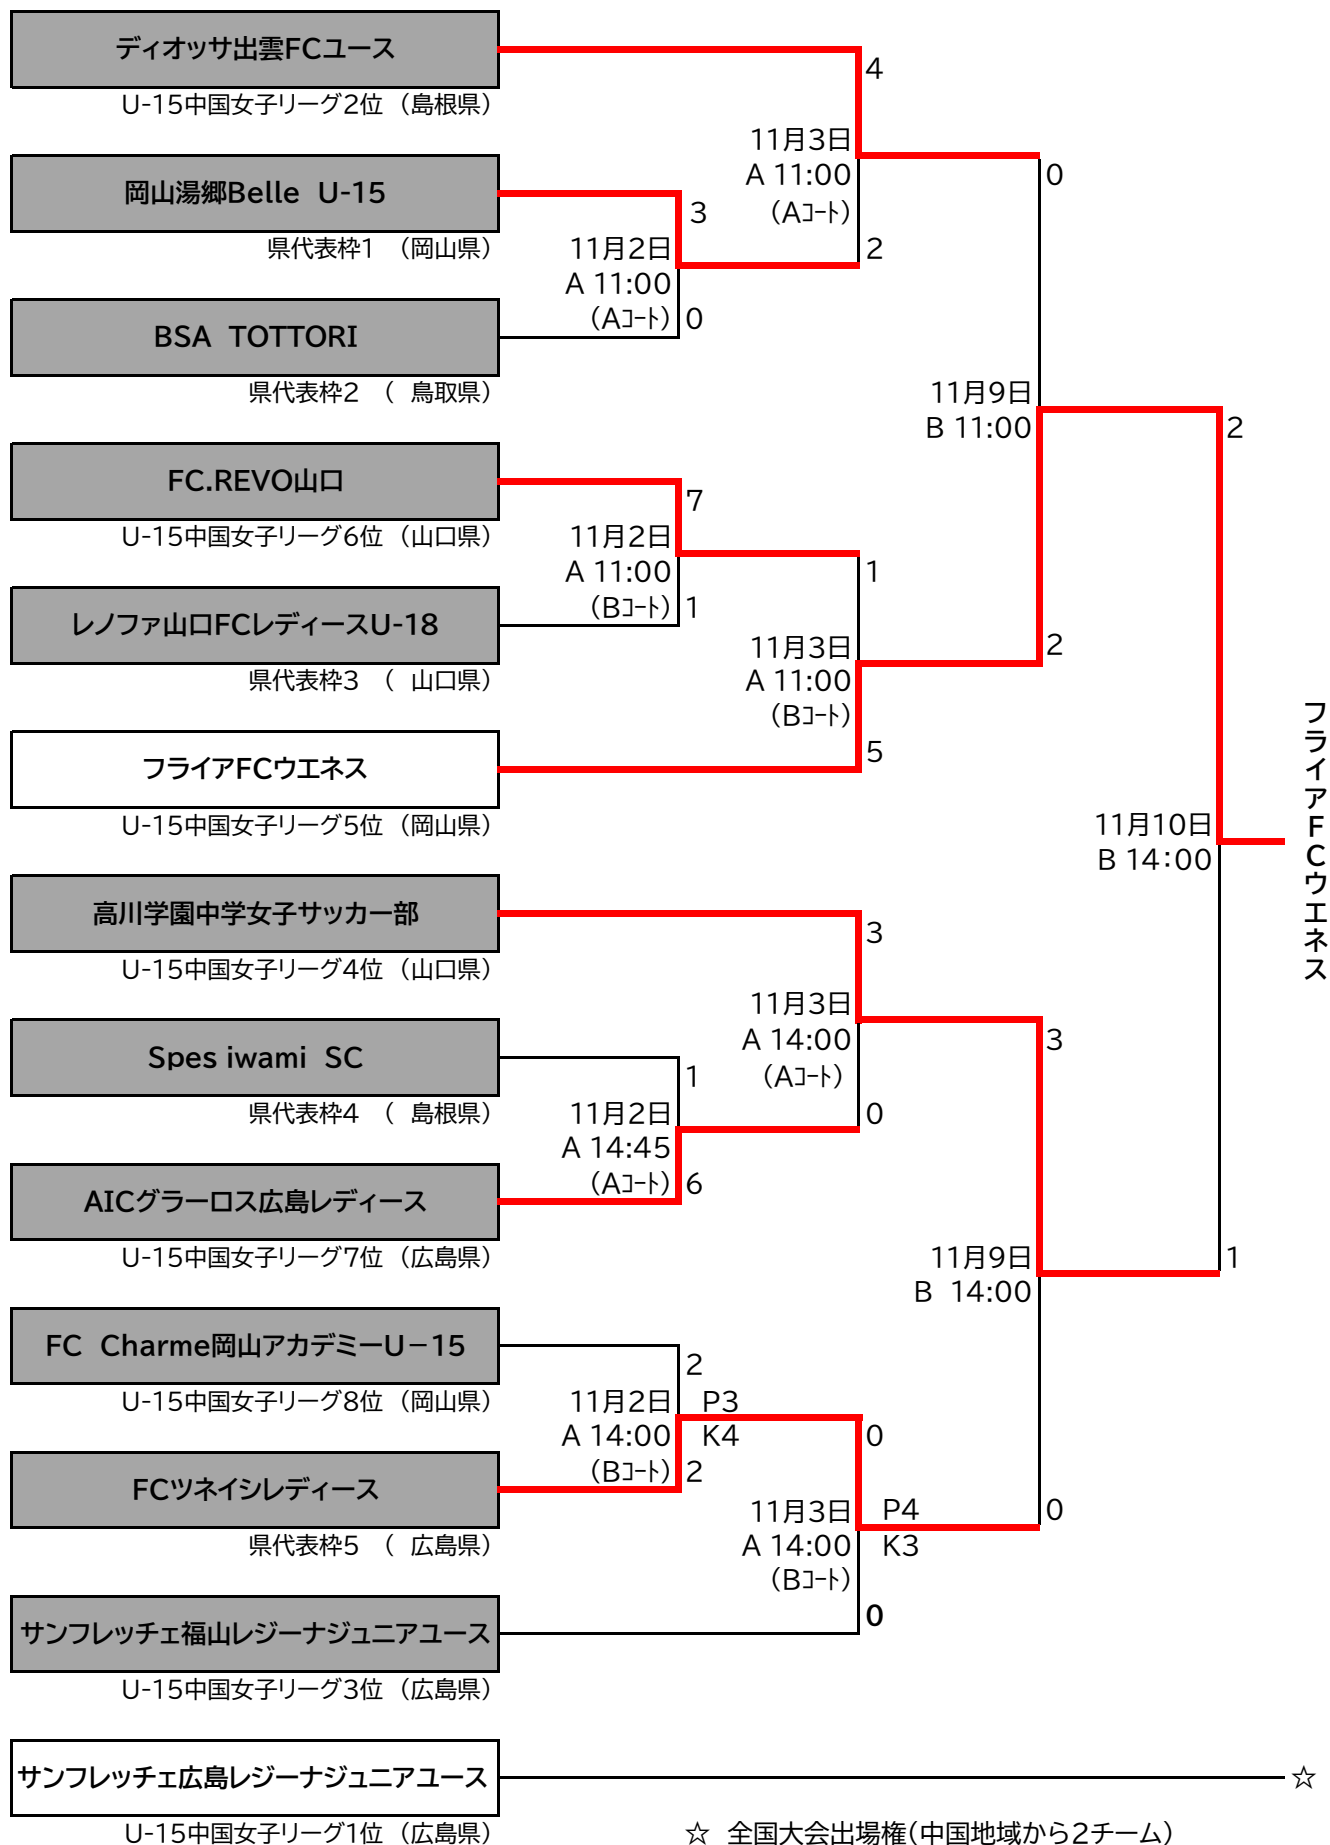 ディオッサ出雲FCユース
4
U-15中国女子リーグ2位 （島根県）
11月3日
A 11:00
（Aｺｰﾄ）
0
岡山湯郷Belle U-15
3
県代表枠1 （岡山県）
11月2日
A 11:00
（Aｺｰﾄ）
2
0
BSA TOTTORI
県代表枠2 （ 鳥取県）
11月9日
B 11:00
2
FC.REVO山口
7
U-15中国女子リーグ6位 （山口県）
11月2日
A 11:00
（Bｺｰﾄ）
1
1
レノファ山口FCレディースU-18
県代表枠3 （ 山口県）
11月3日
A 11:00
（Bｺｰﾄ）
2
5
フライアFCウエネス
U-15中国女子リーグ5位 （岡山県）
11月10日
B 14：00
フライアFCウエネス
高川学園中学女子サッカー部
3
U-15中国女子リーグ4位 （山口県）
11月3日
A 14:00
（Aｺｰﾄ）
3
Spes iwami SC
1
県代表枠4 （ 島根県）
11月2日
A 14:45
（Aｺｰﾄ）
0
6
AICグラーロス広島レディース
U-15中国女子リーグ7位 （広島県）
11月9日
B 14:00
1
FC Charme岡山アカデミーU－15
2
U-15中国女子リーグ8位 （岡山県）
11月2日
A 14:00
（Bｺｰﾄ）
P3
K4
2
0
FCツネイシレディース
県代表枠5 （ 広島県）
11月3日
A 14:00
（Bｺｰﾄ）
P4
K3
0
0
サンフレッチェ福山レジーナジュニアユース
U-15中国女子リーグ3位 （広島県）
サンフレッチェ広島レジーナジュニアユース
☆
U-15中国女子リーグ1位 （広島県）
☆ 全国大会出場権（中国地域から2チーム）